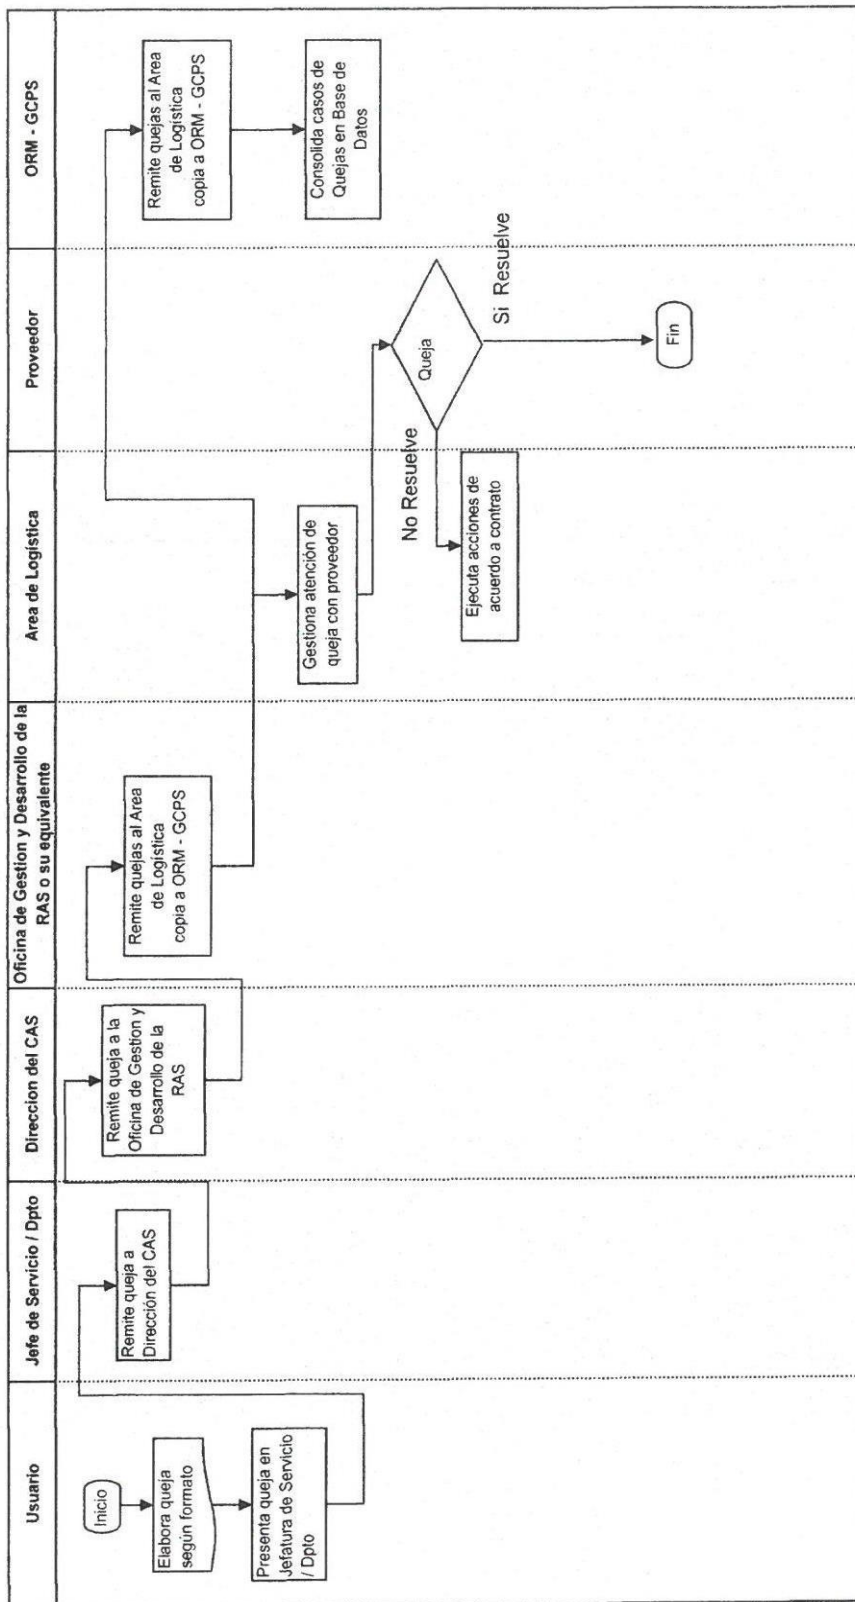 Usuario
Jefe de Servicio / Dpto
Direccion del CAS
Oficina de Gestion y Desarrollo de la
RAS o su equivalente
Area de Logística
Proveedor
ORM - GCPS
Inicio
Elabora queja
según formato
Presenta queja en
Jefatura de Servicio
/ Dpto
Remite queja a
Dirección del CAS
Remite queja a la
Oficina de Gestion y
Desarrollo de la
RAS
Remite quejas al Area
de Logística
copia a ORM - GCPS
Gestiona atención de
queja con proveedor
No Resuelve
Ejecuta acciones de
acuerdo a contrato
Queja
Si Resuelve
Fin
Remite quejas al Area
de Logística
copia a ORM - GCPS
Consolida casos de
Quejas en Base de
Datos